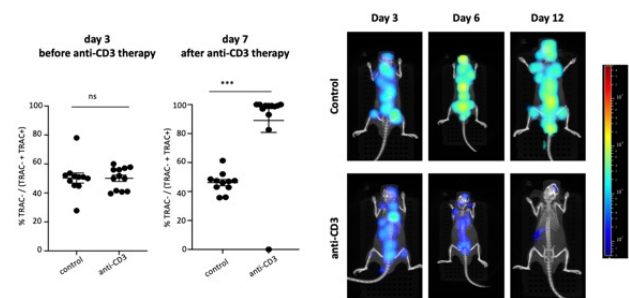 day 3
before anti-CD3 therapy
ns
% TRAC- / (TRAC- + TRAC+)
100
80
60
40
20
0
control
anti-CD3
day 7
after anti-CD3 therapy
***
% TRAC- / (TRAC- + TRAC+)
100
80
60
40
20
0
control
anti-CD3
Day 3
Day 6
Day 12
Control
anti-CD3